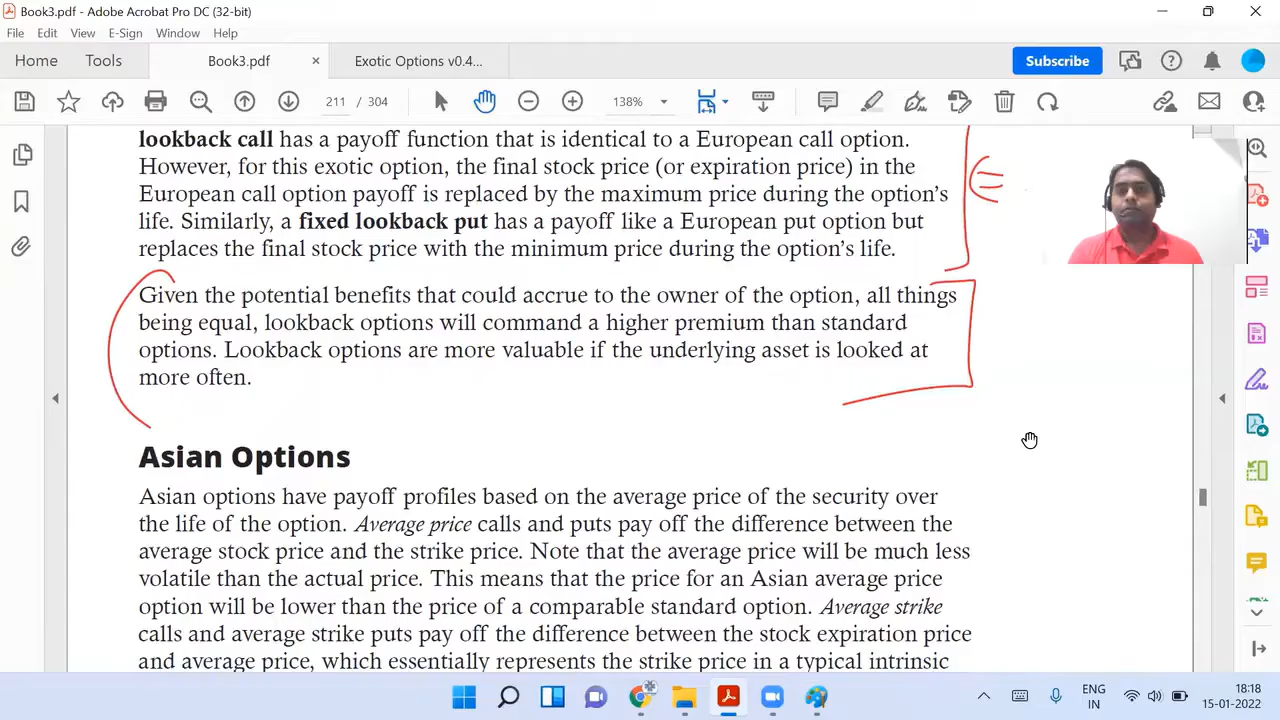 Book3.pdf - Adobe Acrobat Pro DC (32-bit)
File Edit View E-Sign Window Help
Home Tools Book3.pdf × Exotic Options v0.4... Subscribe
211 / 304 138%
lookback call has a payoff function that is identical to a European call option.
However, for this exotic option, the final stock price (or expiration price) in the
European call option payoff is replaced by the maximum price during the option's
life. Similarly, a fixed lookback put has a payoff like a European put option but
replaces the final stock price with the minimum price during the option's life.
Given the potential benefits that could accrue to the owner of the option, all things
being equal, lookback options will command a higher premium than standard
options. Lookback options are more valuable if the underlying asset is looked at
more often.
Asian Options
Asian options have payoff profiles based on the average price of the security over
the life of the option. Average price calls and puts pay off the difference between the
average stock price and the strike price. Note that the average price will be much less
volatile than the actual price. This means that the price for an Asian average price
option will be lower than the price of a comparable standard option. Average strike
calls and average strike puts pay off the difference between the stock expiration price
and average price, which essentially represents the strike price in a typical intrinsic
ENG 18:18
IN 15-01-2022